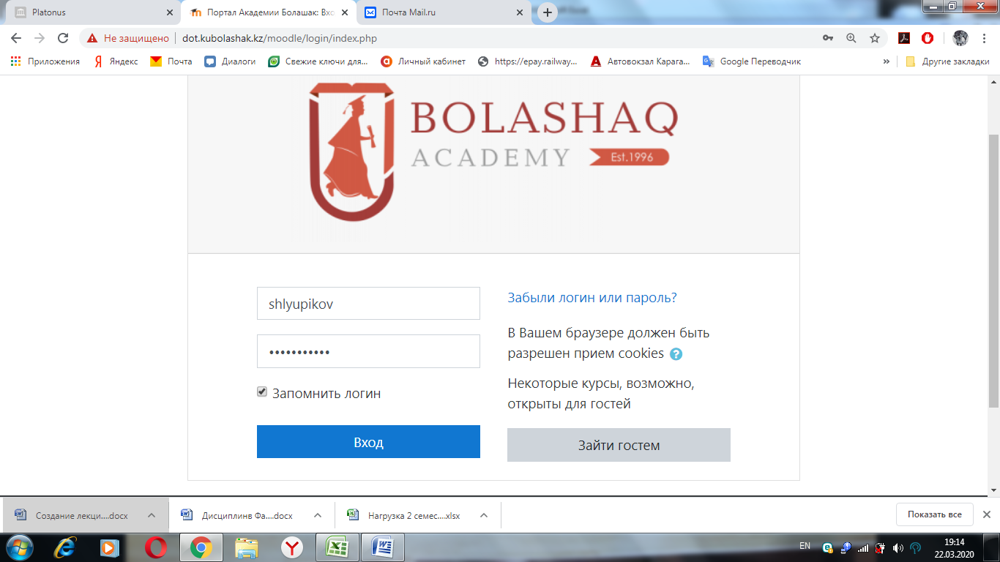 Platonus
Портал Академии Болашак: Вхо
Почта Mail.ru
Не защищено
dot.kubolashak.kz/moodle/login/index.php
Приложения
Яндекс
Почта
Диалоги
Свежие ключи для...
Личный кабинет
https://epay.railway...
Автовокзал Карага...
Google Переводчик
»
Другие закладки
BOLASHAQ
ACADEMY
Est.1996
shlyupikov
•••••••••••
Запомнить логин
Вход
Забыли логин или пароль?
В Вашем браузере должен быть
разрешен прием cookies
Некоторые курсы, возможно,
открыты для гостей
Зайти гостем
Создание лекци....docx
Дисциплинв Фа....docx
Нагрузка 2 семес....xlsx
Показать все
EN
19:14
22.03.2020